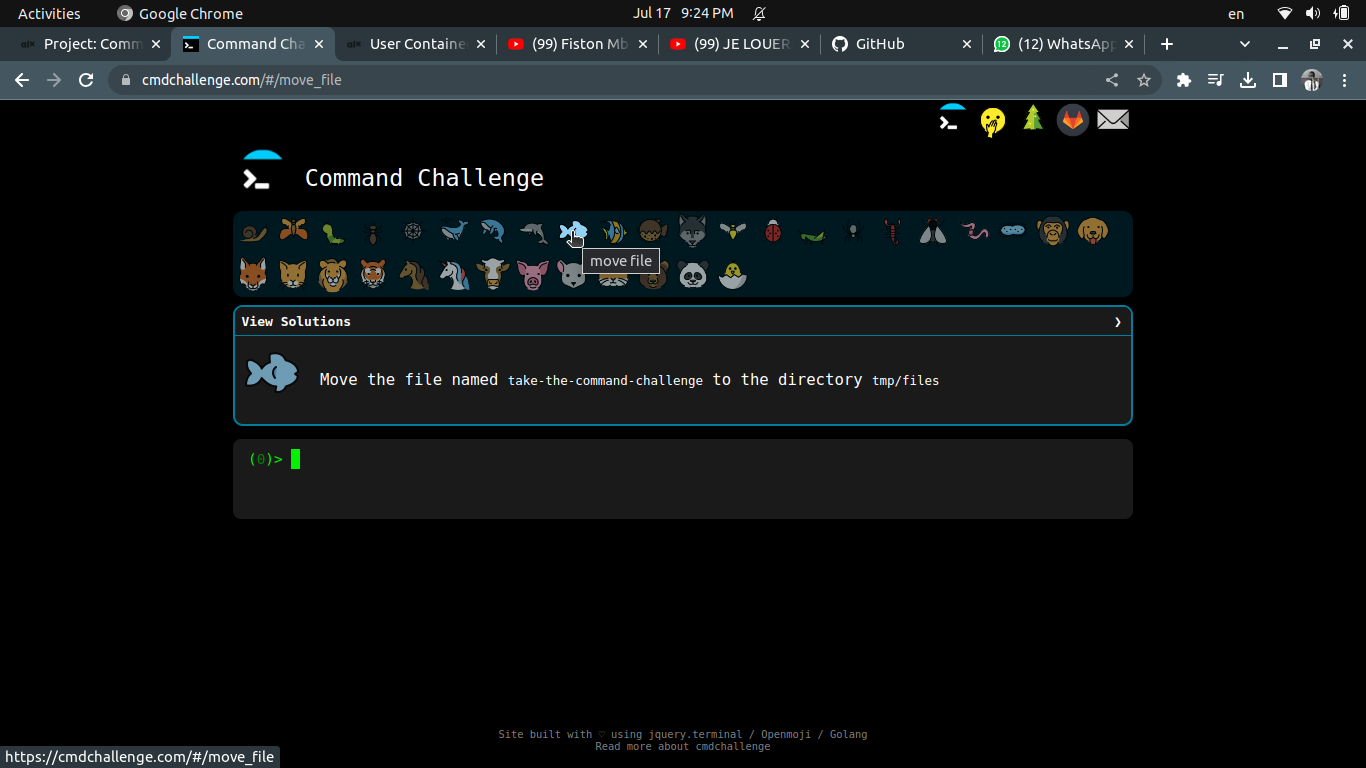 Activities
Google Chrome
Jul 17 9:24 PM
en
Project: Comm
Command Cha
User Containe
(99) Fiston Mb
(99) JE LOUER
GitHub
(12) WhatsApp
cmdchallenge.com/#/move_file
Command Challenge
move file
View Solutions
Move the file named take-the-command-challenge to the directory tmp/files
(0)>
Site built with ♡ using jquery.terminal / Openmoji / Golang
Read more about cmdchallenge
https://cmdchallenge.com/#/move_file